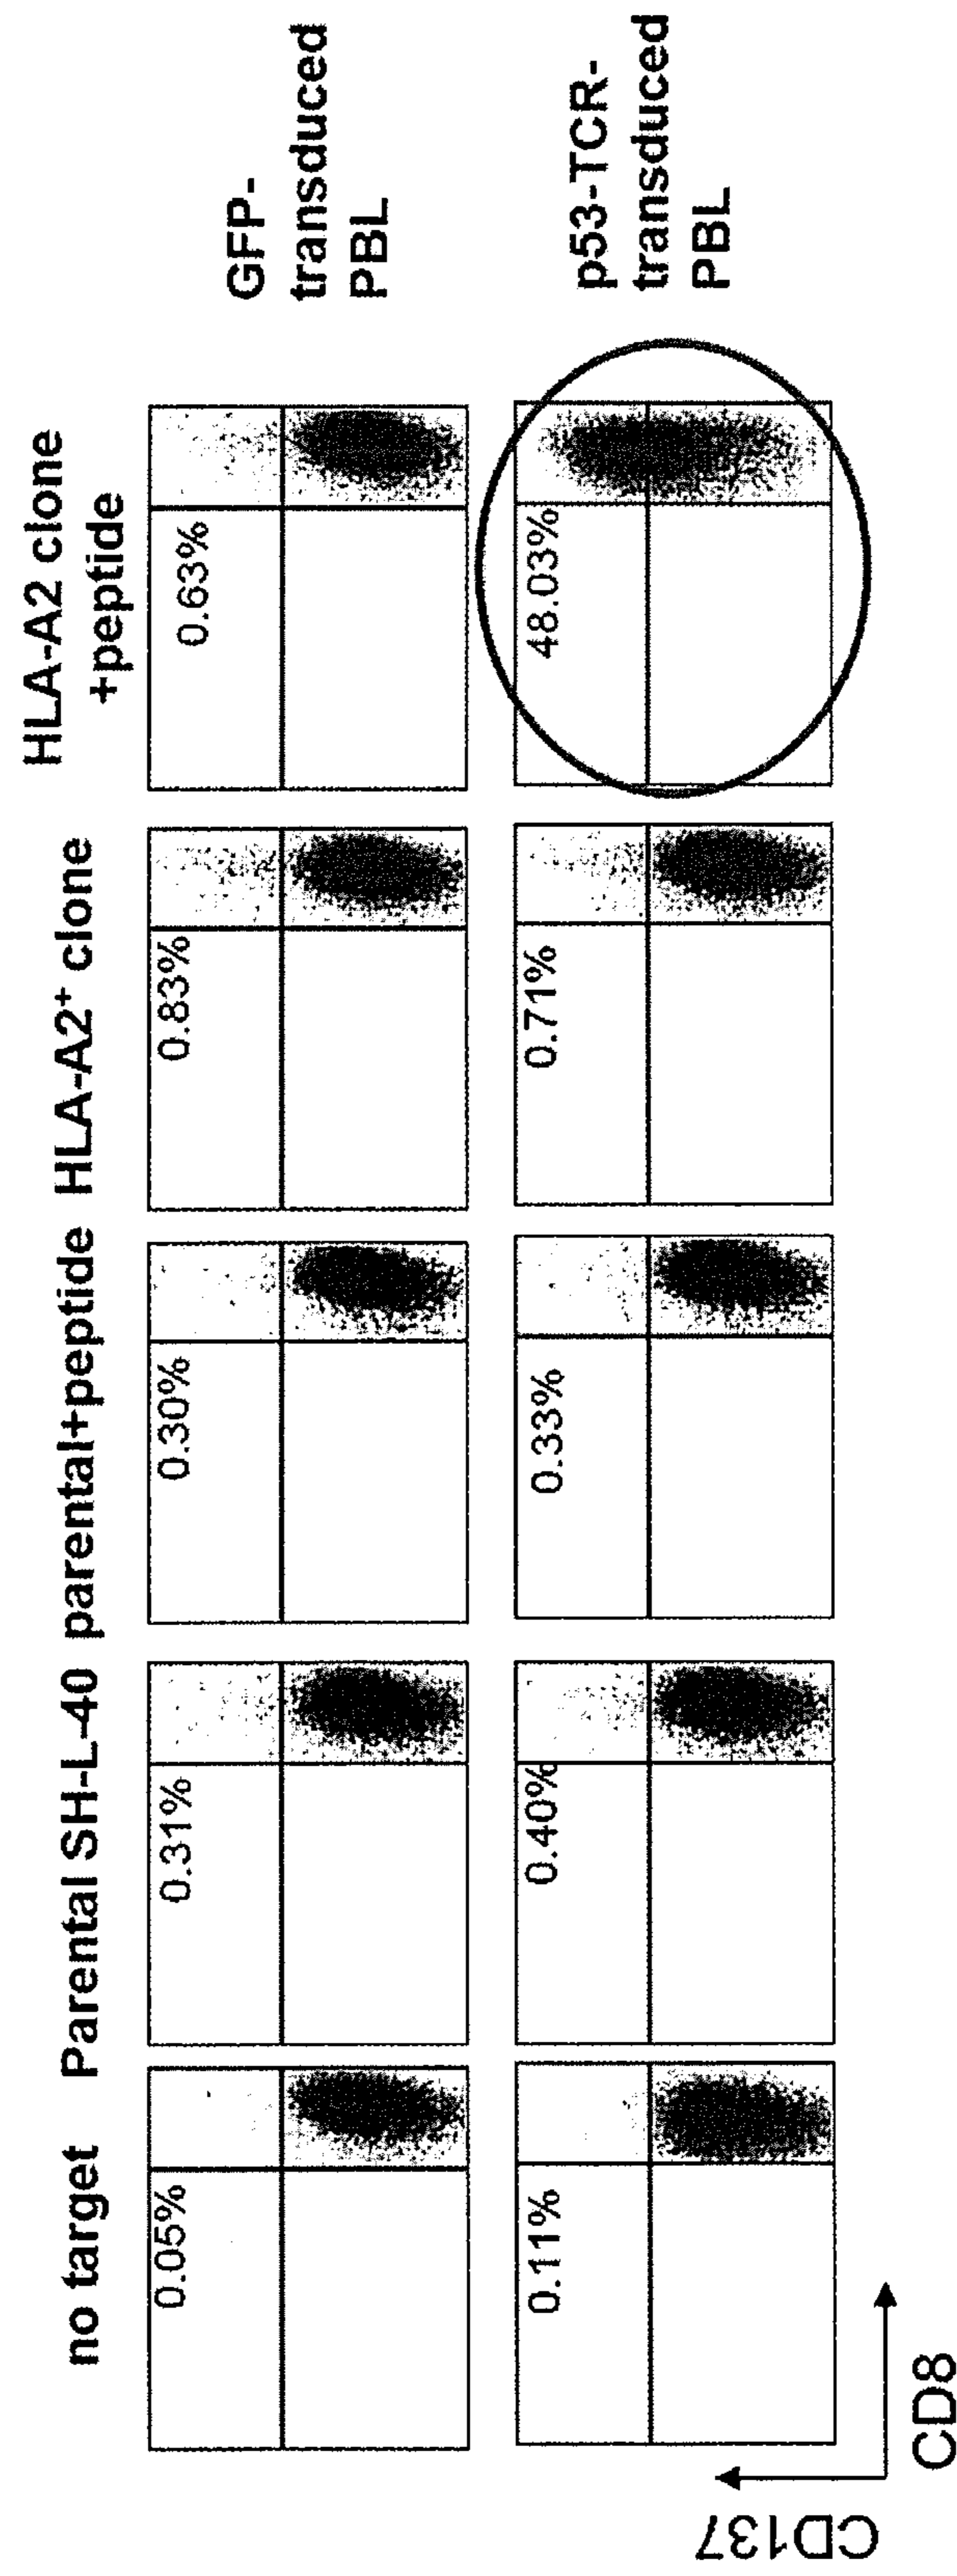 HLA-A2 clone
no target Parental SH-L-40 parental+peptide HLA-A2⁺ clone +peptide
0.05%
0.31%
0.30%
0.83%
0.63%
GFP-
transduced
PBL
0.11%
0.40%
0.33%
0.71%
48.03%
p53-TCR-
transduced
PBL
CD137
CD8